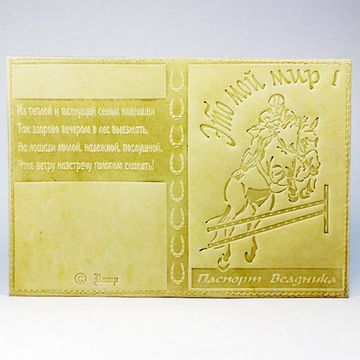 Из теплой и пахнущей сеном конюшни
Так здорово вечером в лес выезжать,
На лошади милой, надежной, послушной,
Чтоб ветру навстречу галопом скакать!
© Витр
Это мой мир !
Паспорт Всадника